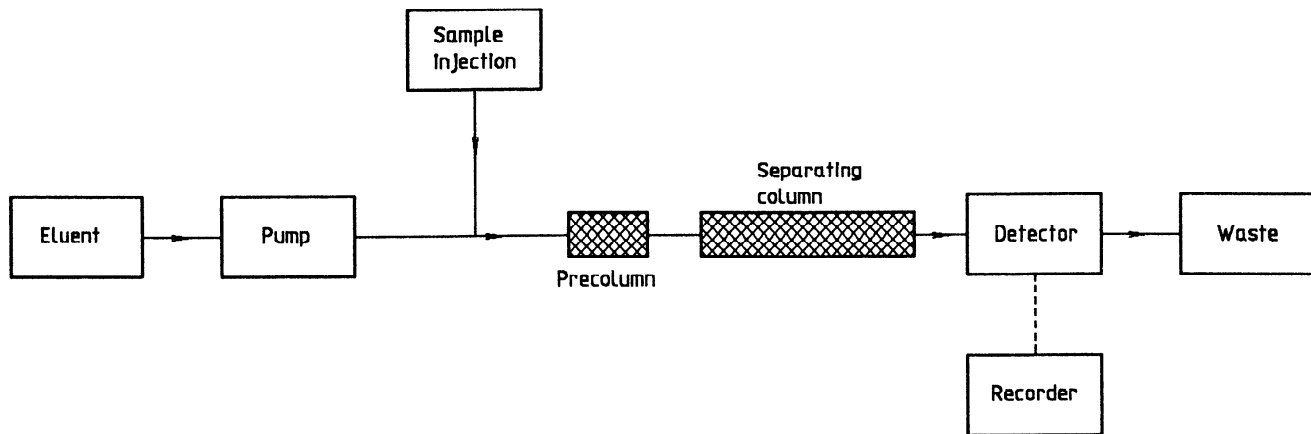 Sample
injection
Separating
column
Eluent
Pump
Precolumn
Detector
Waste
Recorder